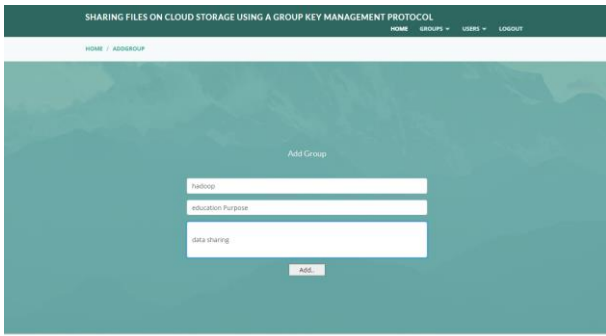 SHARING FILES ON CLOUD STORAGE USING A GROUP KEY MANAGEMENT PROTOCOL
HOME GROUPS USERS LOGOUT
HOME / ADDGROUP
Add Group
hadoop
education Purpose
data sharing
Add..